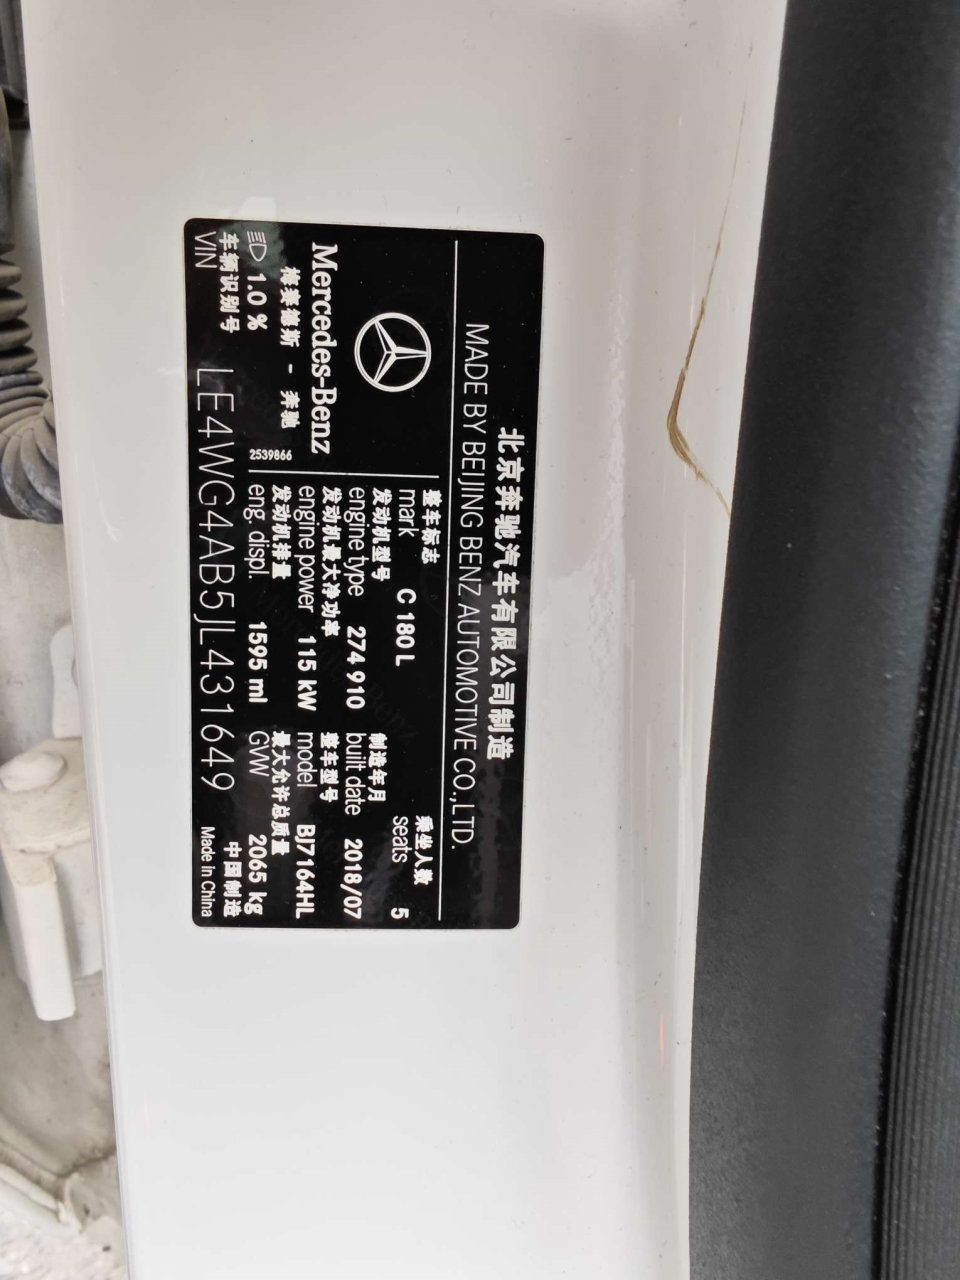 北京奔驰汽车有限公司制造
MADE BY BEIJING BENZ AUTOMOTIVE CO.,LTD.
整车标志
mark C 180 L
乘坐人数
seats 5
发动机型号
engine type 274 910
制造年月
built date 2018/07
发动机最大净功率
engine power 115 kW
整车型号
model BJ7164HL
发动机排量
eng. displ. 1595 ml
最大允许总质量
GVW 2065 kg
Mercedes-Benz
梅赛德斯 - 奔驰
1.0 %
2539866
车辆识别号
VIN LE4WG4AB5JL431649
中国制造
Made in China